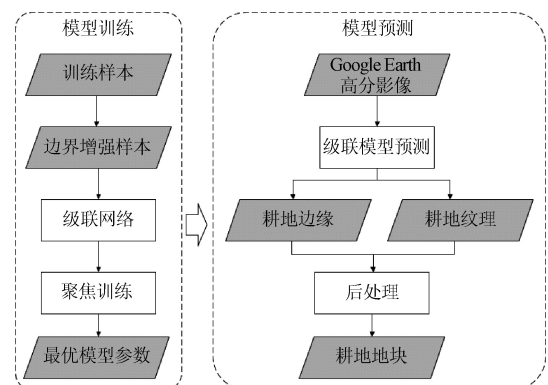 模型训练
训练样本
边界增强样本
级联网络
聚焦训练
最优模型参数
模型预测
Google Earth
高分影像
级联模型预测
耕地边缘
耕地纹理
后处理
耕地地块